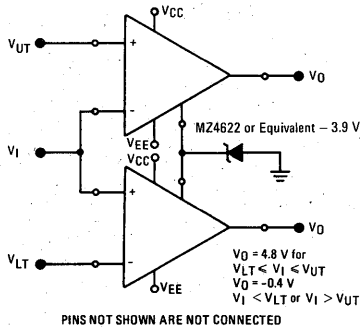 VCC
VUT
+
VO
-
MZ4622 or Equivalent – 3.9 V
VI
VEE
VCC
+
VO
VLT
-
VEE
VO = 4.8 V for
VLT ≤ VI ≤ VUT
VO = -0.4 V
VI < VLT or VI > VUT
PINS NOT SHOWN ARE NOT CONNECTED